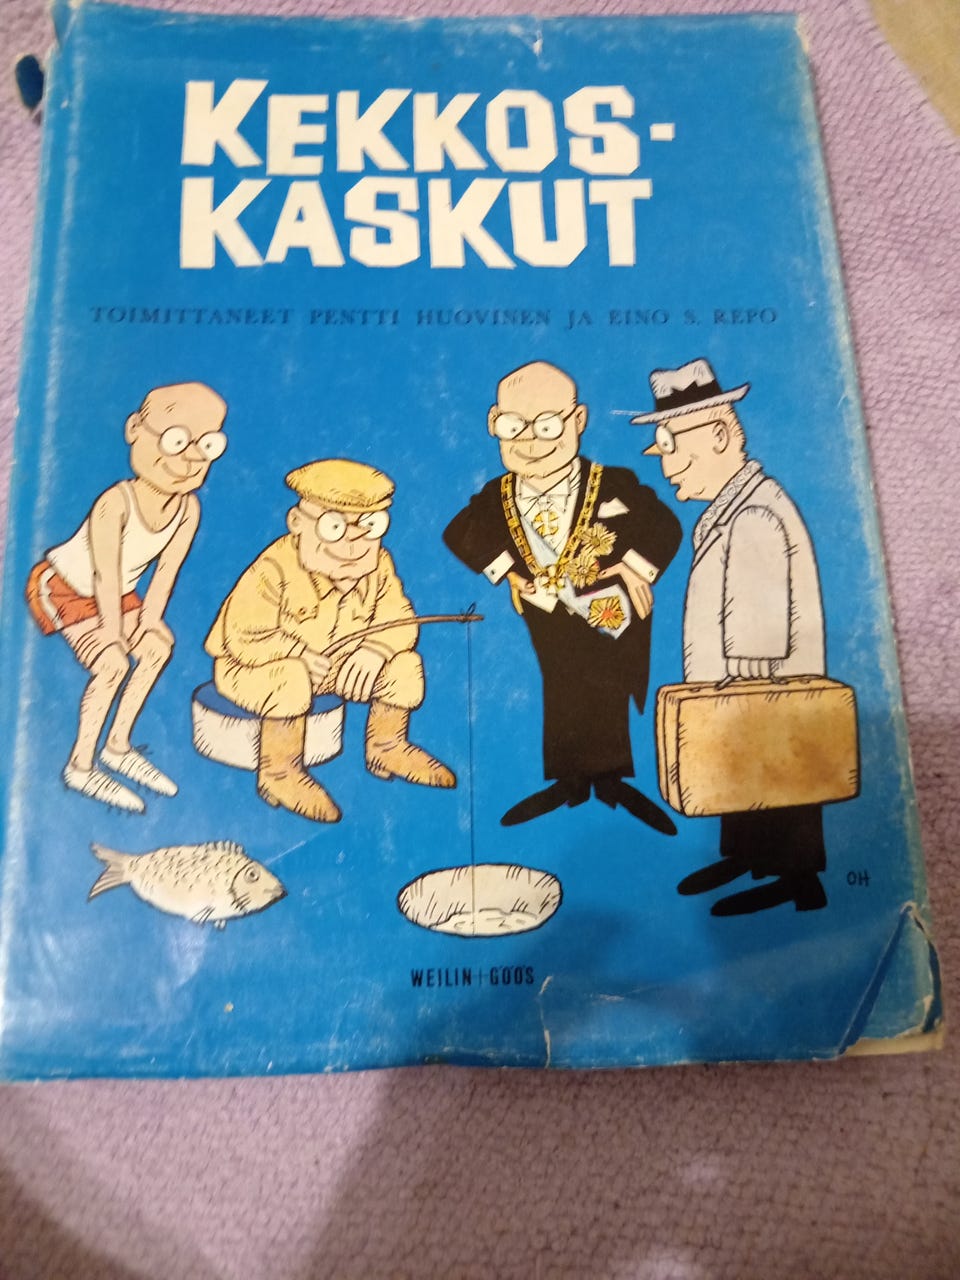 KEKKOS-
KASKUT
TOIMITTANEET PENTTI HUOVINEN JA EINO S. REPO
OH
WEILIN+GÖÖS